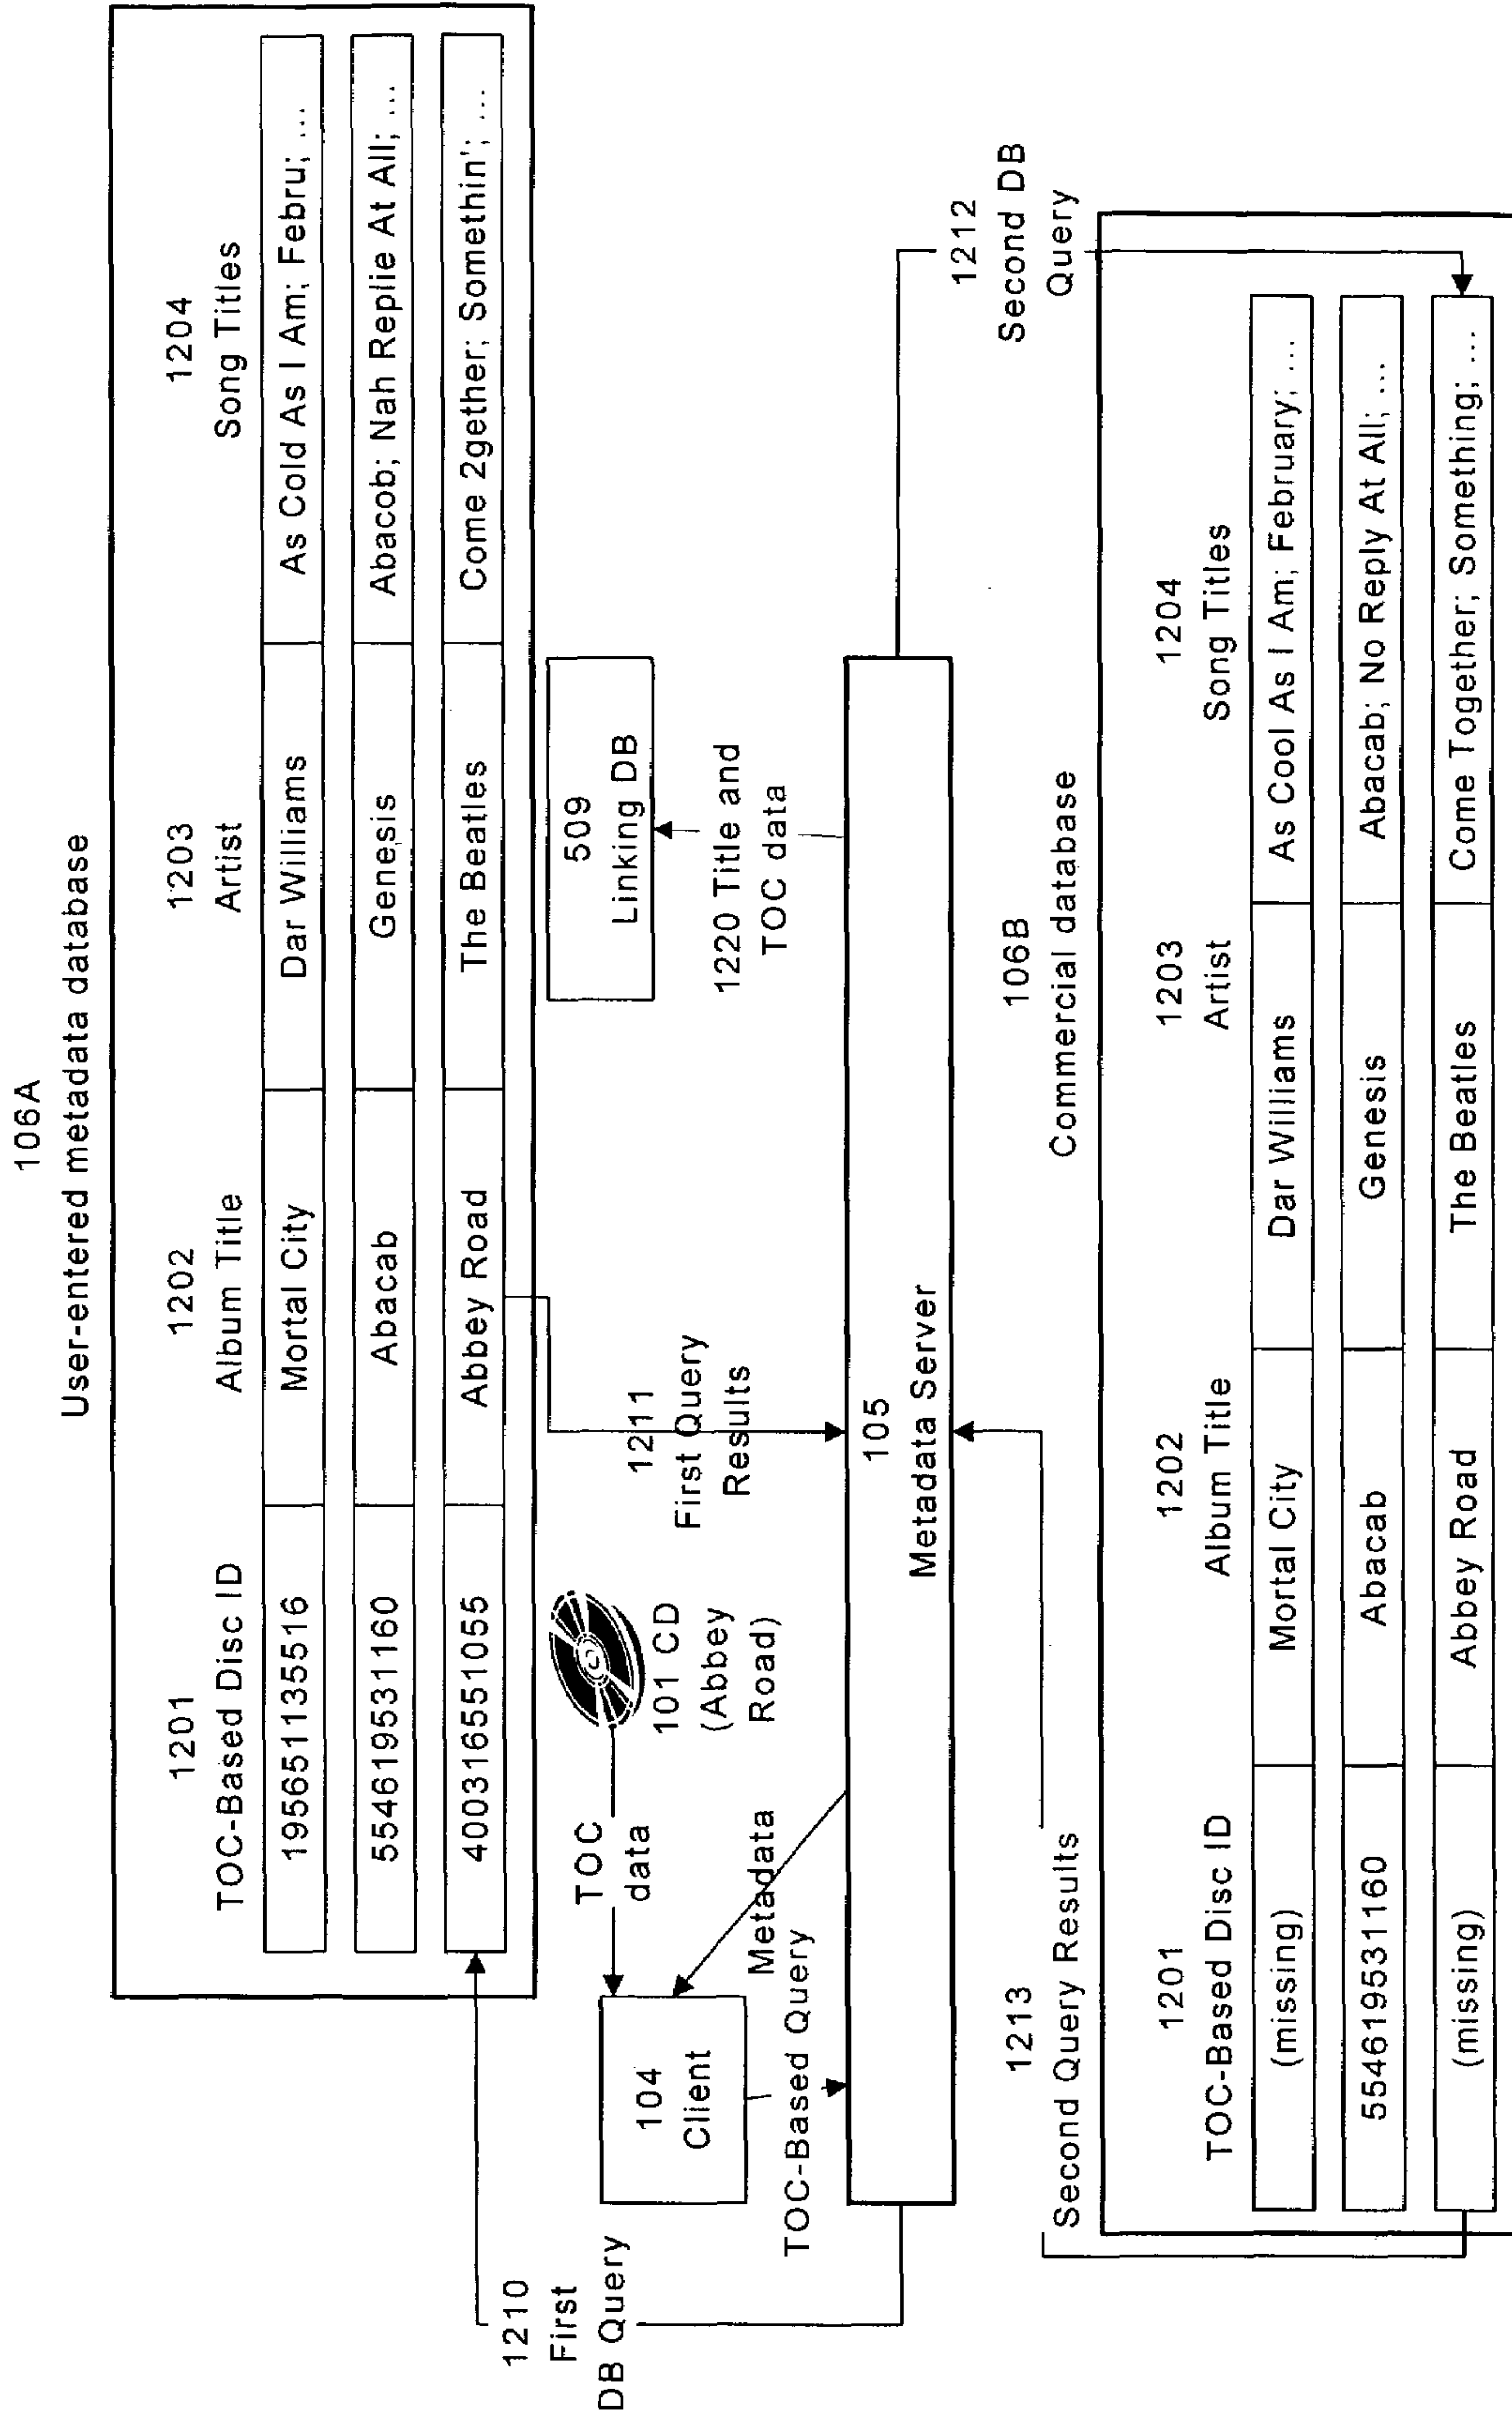 106A
User-entered metadata database
1201
TOC-Based Disc ID
1202
Album Title
1203
Artist
1204
Song Titles
195651135516
Mortal City
Dar Williams
As Cold As I Am; Febru; ...
554619531160
Abacab
Genesis
Abacob; Nah Replie At All; ...
400316551055
Abbey Road
The Beatles
Come 2gether; Somethin'; ...
1210
First
DB Query
104
Client
TOC
data
101 CD
(Abbey
Road)
1211
First Query
Results
509
Linking DB
1220 Title and
TOC data
Metadata
TOC-Based Query
105
Metadata Server
1212
Second DB
Query
1213
Second Query Results
106B
Commercial database
1201
TOC-Based Disc ID
1202
Album Title
1203
Artist
1204
Song Titles
(missing)
Mortal City
Dar Williams
As Cool As I Am; February; ...
554619531160
Abacab
Genesis
Abacab; No Reply At All; ...
(missing)
Abbey Road
The Beatles
Come Together; Something; ...